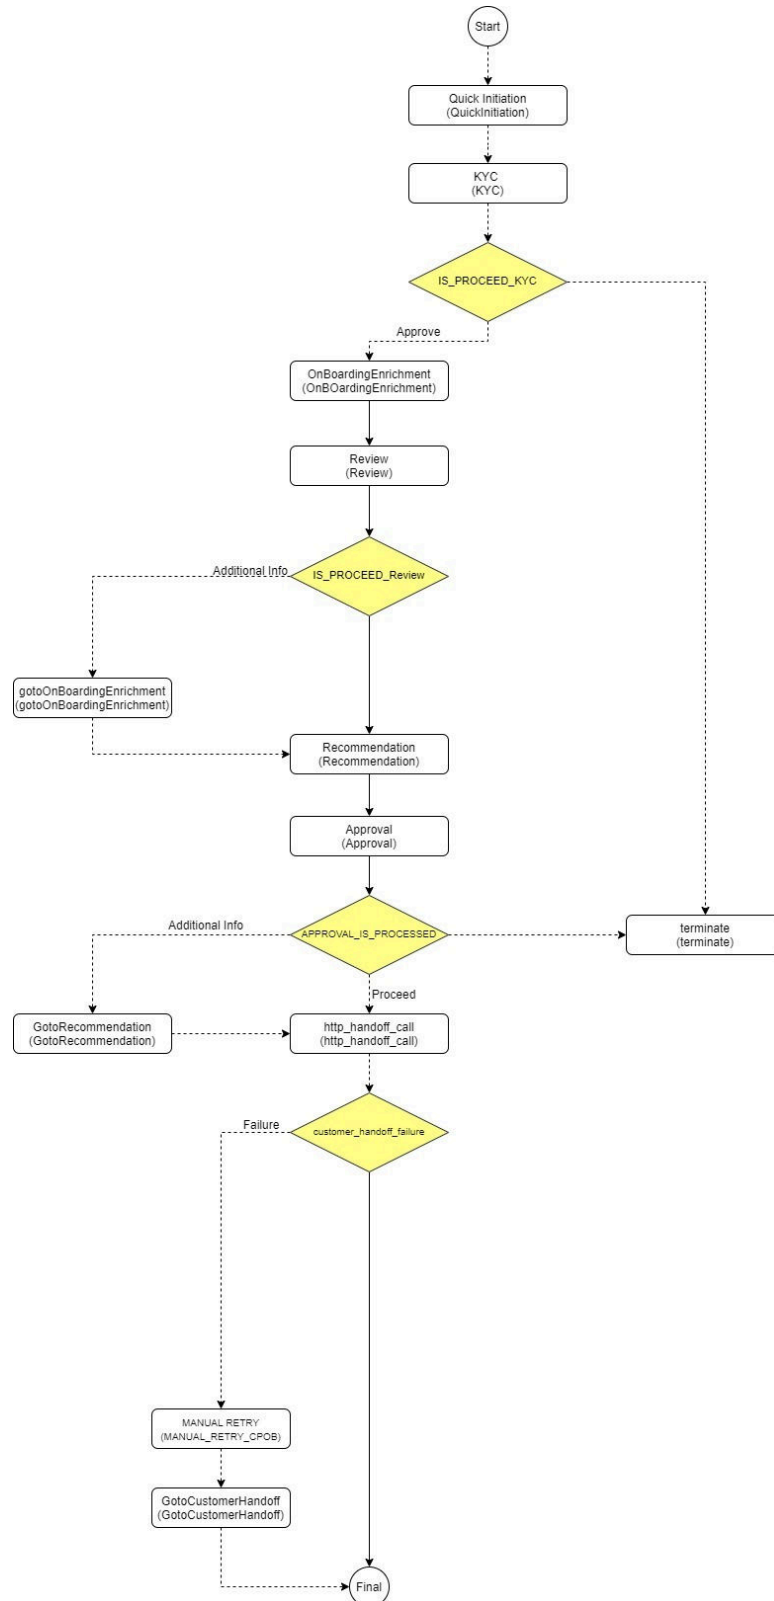 Start
Quick Initiation
(QuickInitiation)
KYC
(KYC)
IS_PROCEED_KYC
Approve
OnBoardingEnrichment
(OnBOardingEnrichment)
Review
(Review)
IS_PROCEED_Review
Additional Info
gotoOnBoardingEnrichment
(gotoOnBoardingEnrichment)
Recommendation
(Recommendation)
Approval
(Approval)
Additional Info
APPROVAL_IS_PROCESSED
terminate
(terminate)
Proceed
GotoRecommendation
(GotoRecommendation)
http_handoff_call
(http_handoff_call)
Failure
customer_handoff_failure
MANUAL RETRY
(MANUAL_RETRY_CPOB)
GotoCustomerHandoff
(GotoCustomerHandoff)
Final